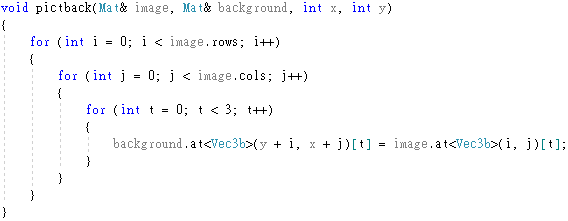 void pictback(Mat& image, Mat& background, int x, int y)
{
    for (int i = 0; i < image.rows; i++)
    {
        for (int j = 0; j < image.cols; j++)
        {
            for (int t = 0; t < 3; t++)
            {
                background.at<Vec3b>(y + i, x + j)[t] = image.at<Vec3b>(i, j)[t];
            }
        }
    }
}